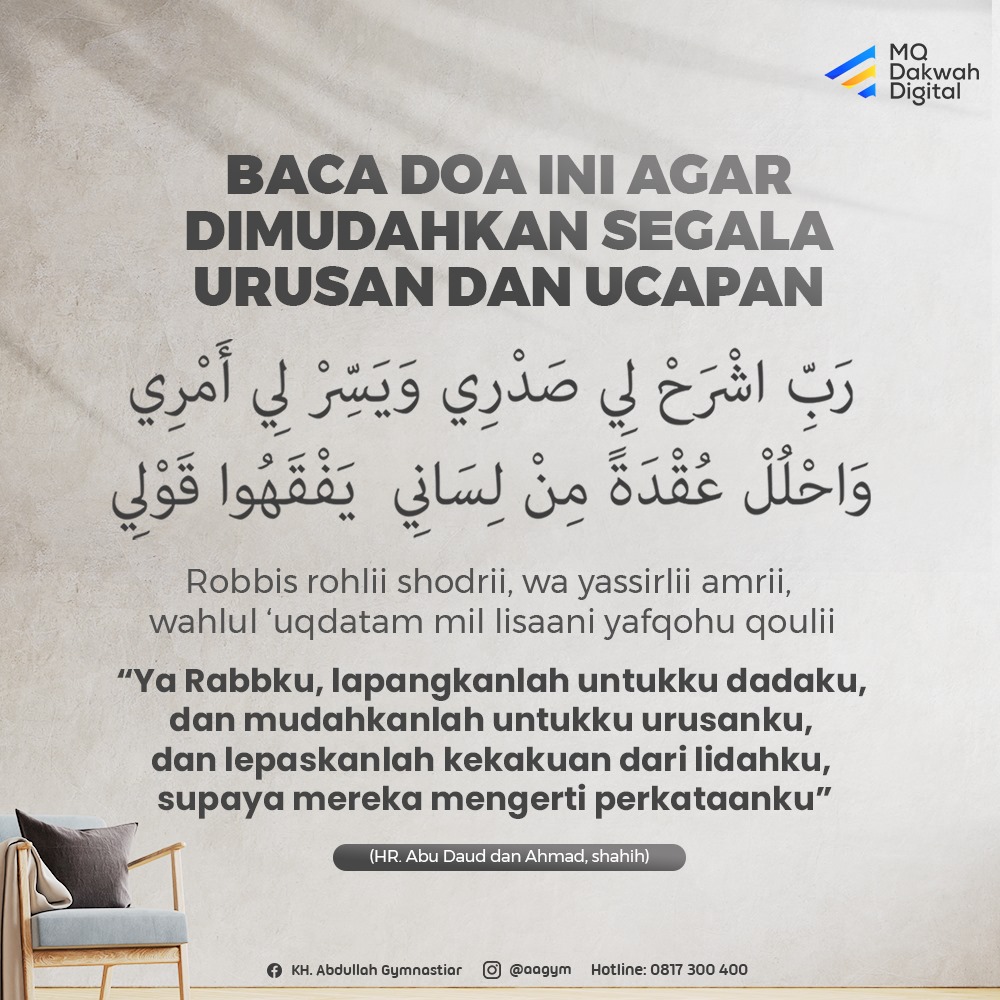 MQ
Dakwah
Digital
BACA DOA INI AGAR
DIMUDAHKAN SEGALA
URUSAN DAN UCAPAN
رَبِّ اشْرَحْ لِي صَدْرِي وَيَسِّرْ لِي أَمْرِي
وَاحْلُلْ عُقْدَةً مِنْ لِسَانِي يَفْقَهُوا قَوْلِي
Robbis rohlii shodrii, wa yassirlii amrii,
wahlul ‘uqdatam mil lisaani yafqohu qoulii
“Ya Rabbku, lapangkanlah untukku dadaku,
dan mudahkanlah untukku urusanku,
dan lepaskanlah kekakuan dari lidahku,
supaya mereka mengerti perkataanku”
(HR. Abu Daud dan Ahmad, shahih)
KH. Abdullah Gymnastiar @aagym Hotline: 0817 300 400